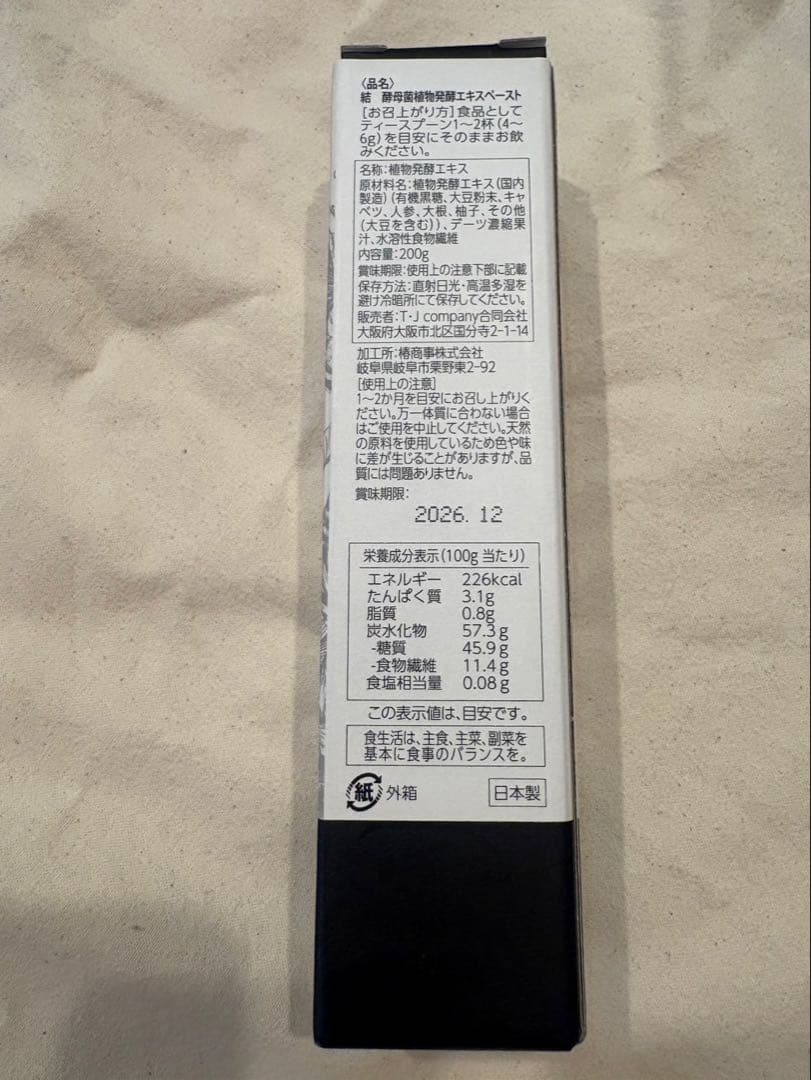 〈品名〉
結 酵母菌植物発酵エキスペースト
[お召上がり方]食品として
ティースプーン1〜2杯(4〜
6g)を目安にそのままお飲
みください。
名称:植物発酵エキス
原材料名:植物発酵エキス(国内
製造)(有機黒糖、大豆粉末、キャ
ベツ、人参、大根、柚子、その他
(大豆を含む))、デーツ濃縮果
汁、水溶性食物繊維
内容量:200g
賞味期限:使用上の注意下部に記載
保存方法:直射日光・高温多湿を
避け冷暗所にて保存してください。
販売者:T・J company合同会社
大阪府大阪市北区国分寺2-1-14
加工所:椿商事株式会社
岐阜県岐阜市栗野東2-92
[使用上の注意]
1〜2か月を目安にお召し上がりく
ださい。万一体質に合わない場合
はご使用を中止してください。天然
の原料を使用しているため色や味
に差が生じることがありますが、品
質には問題ありません。
賞味期限:
2026. 12
栄養成分表示(100g 当たり)
エネルギー 226kcal
たんぱく質 3.1g
脂質 0.8g
炭水化物 57.3g
-糖質 45.9g
-食物繊維 11.4g
食塩相当量 0.08g
この表示値は、目安です。
食生活は、主食、主菜、副菜を
基本に食事のバランスを。
紙 外箱 日本製